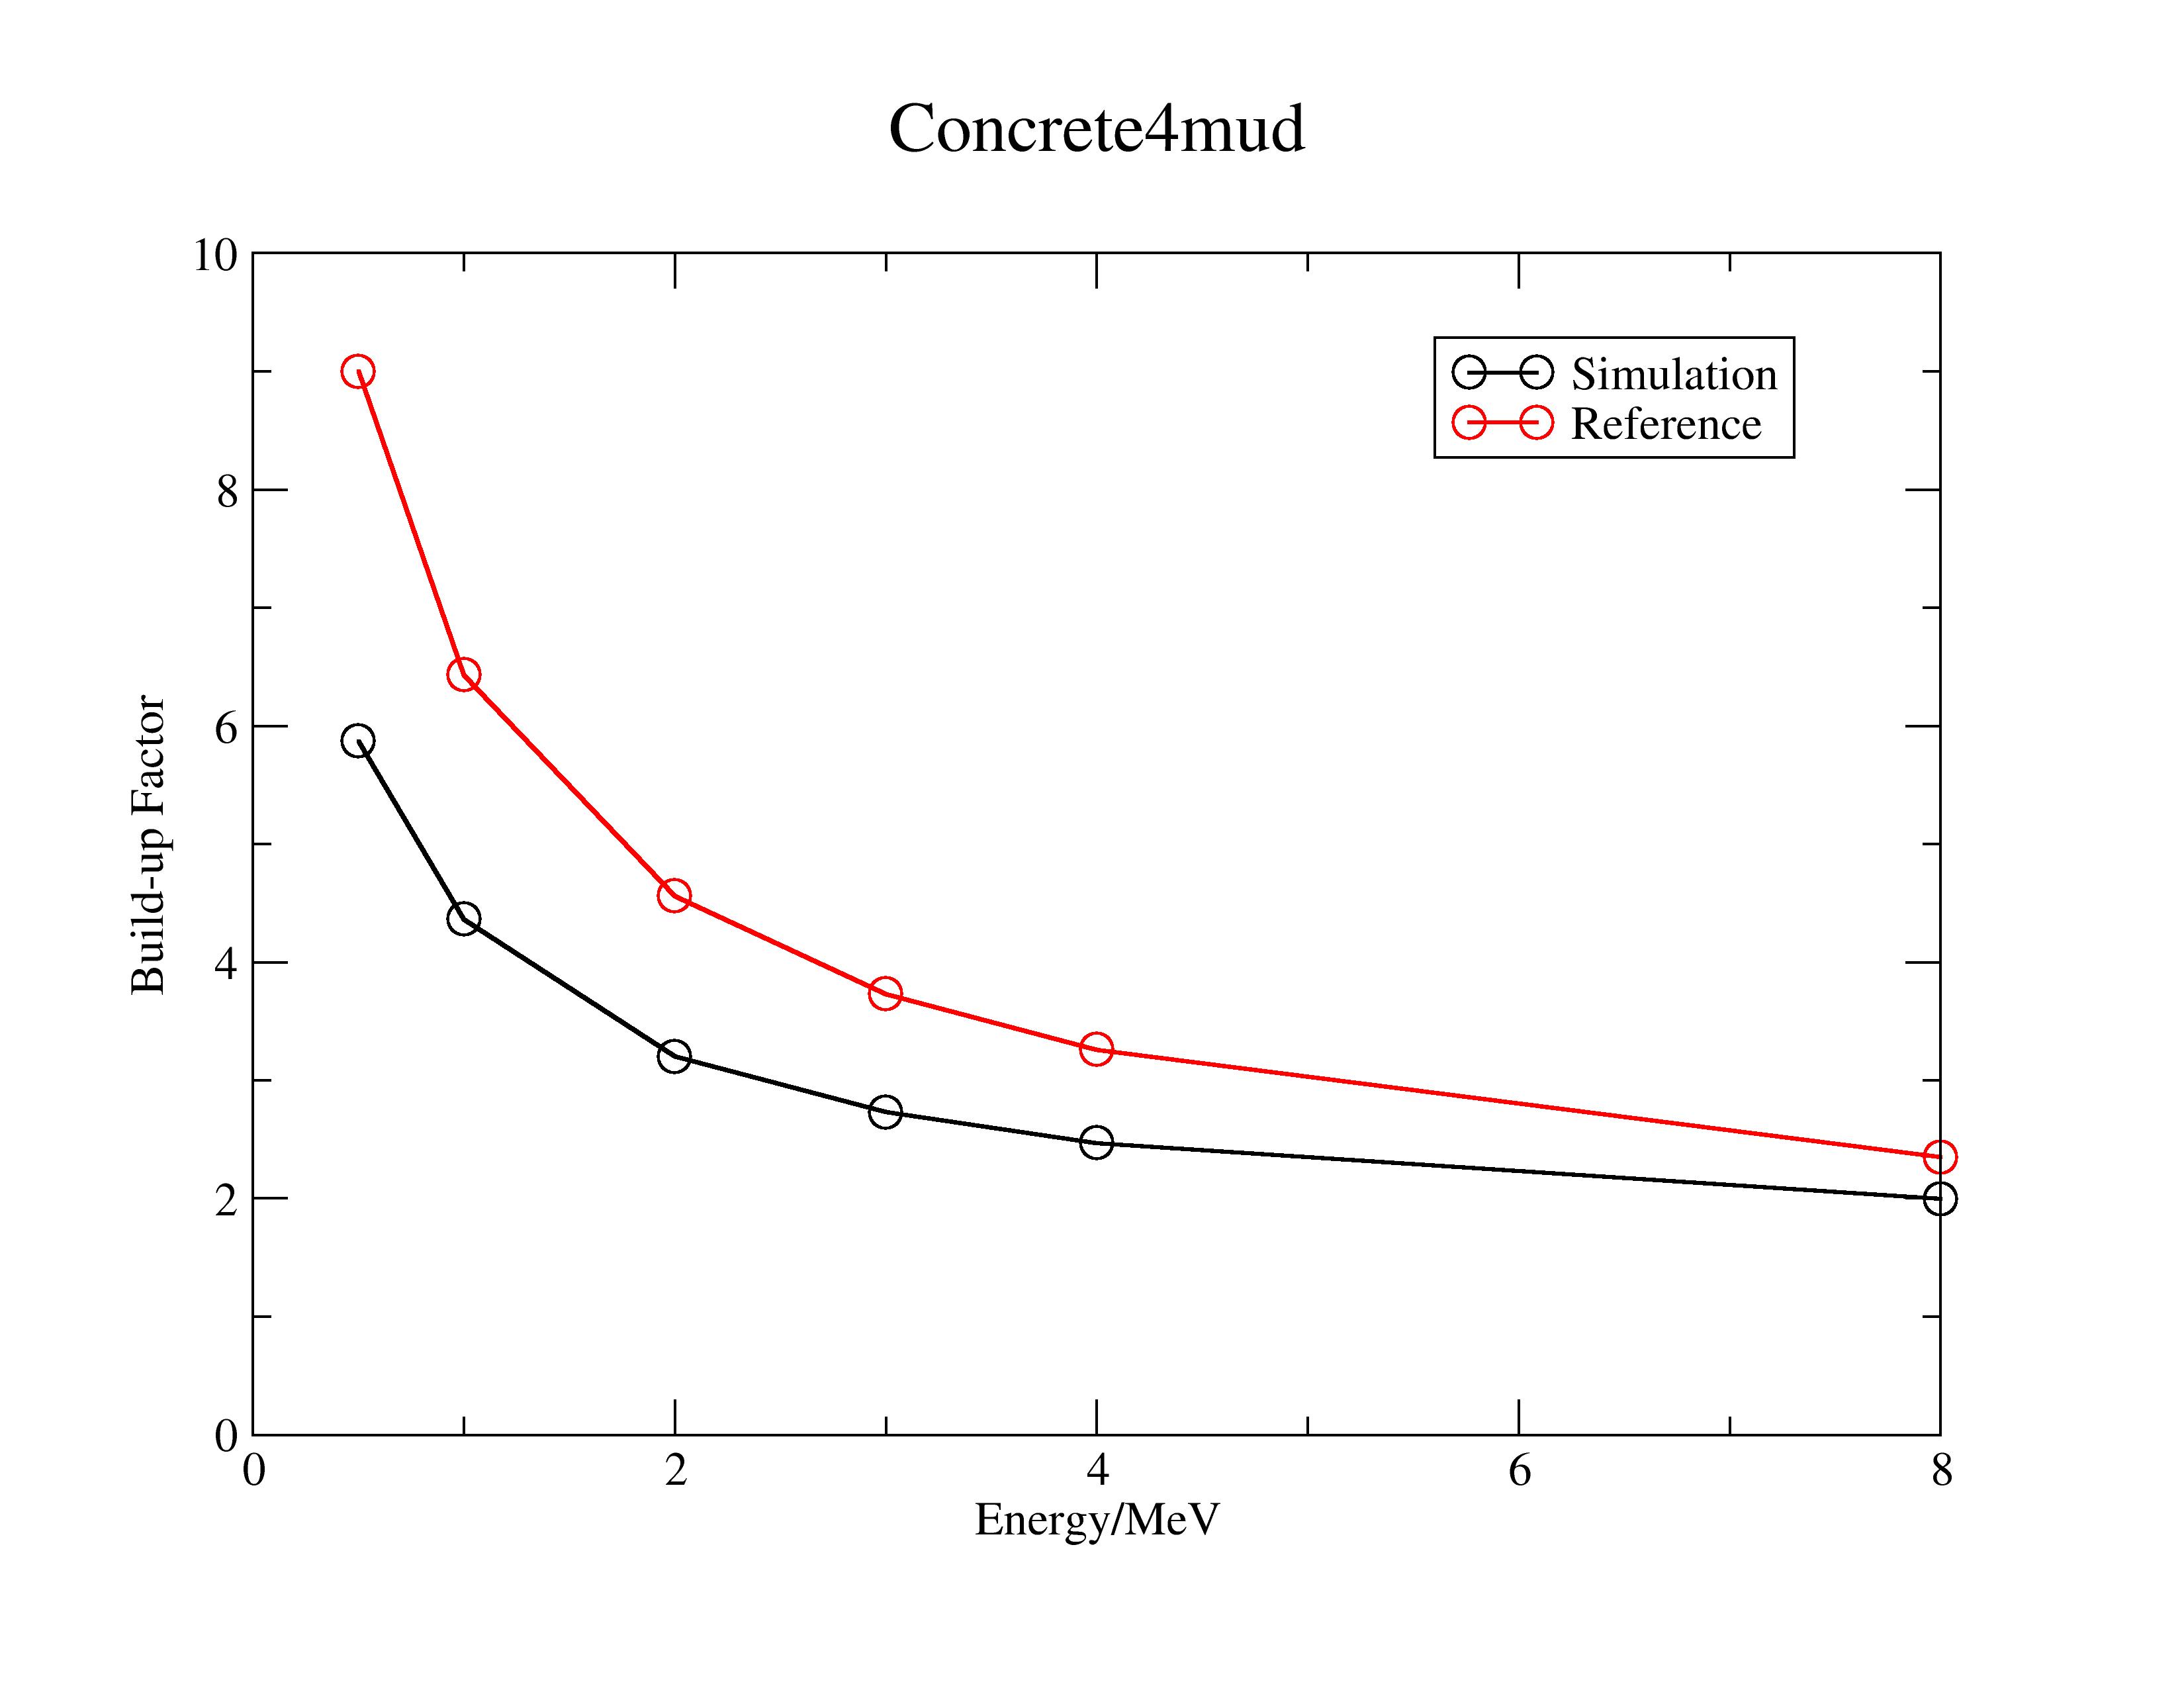 Concrete4mud
10
8
6
4
2
0
Build-up Factor
Simulation
Reference
0 2 4 6 8
Energy/MeV